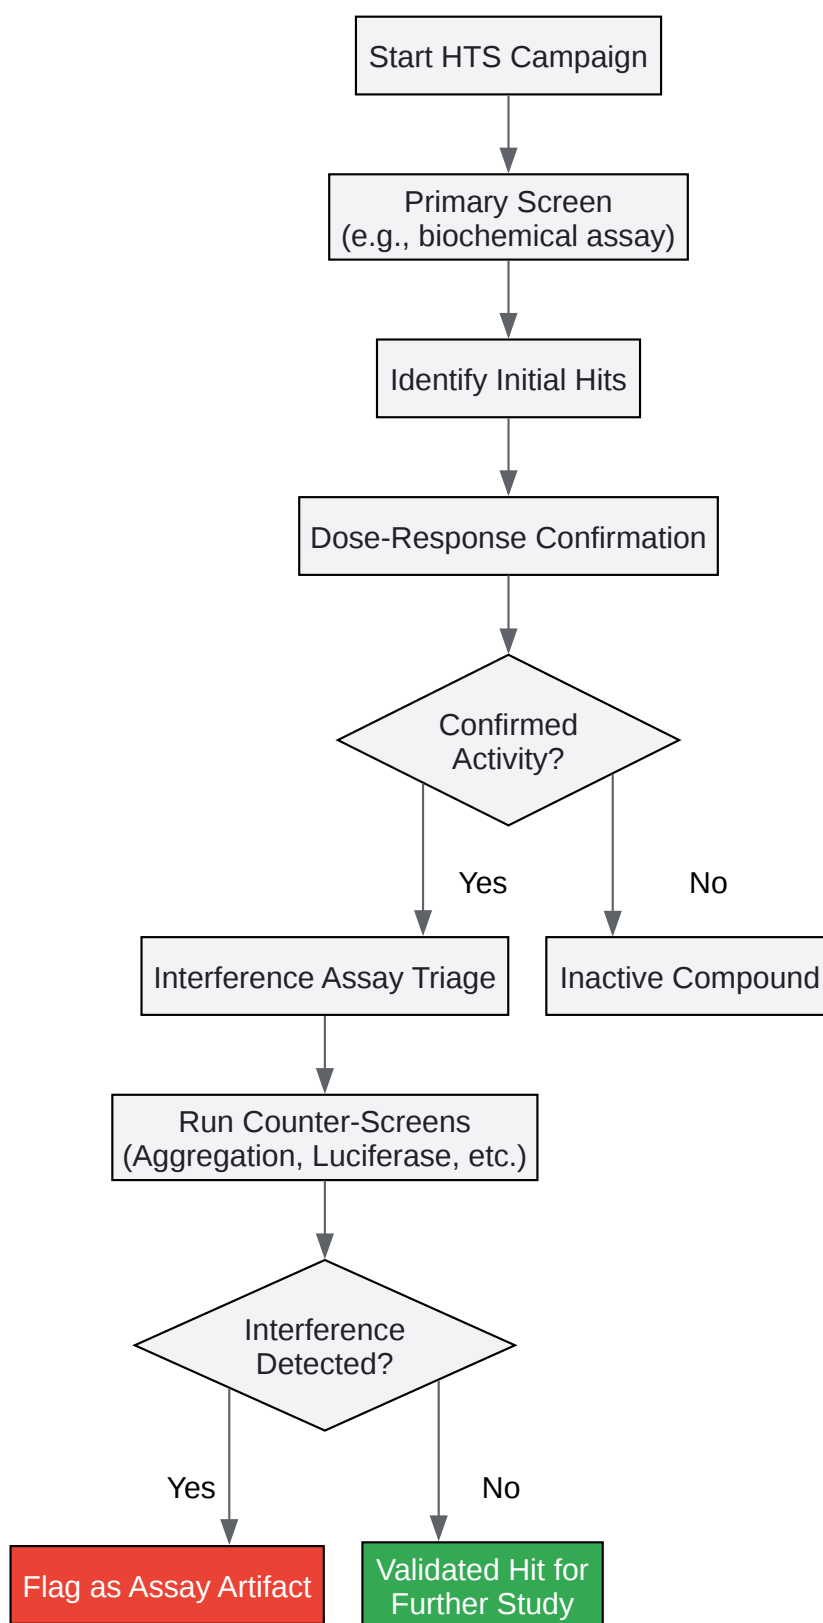 Start HTS Campaign
Primary Screen
(e.g., biochemical assay)
Identify Initial Hits
Dose-Response Confirmation
Confirmed
Activity?
Yes
No
Interference Assay Triage
Inactive Compound
Run Counter-Screens
(Aggregation, Luciferase, etc.)
Interference
Detected?
Yes
No
Flag as Assay Artifact
Validated Hit for
Further Study